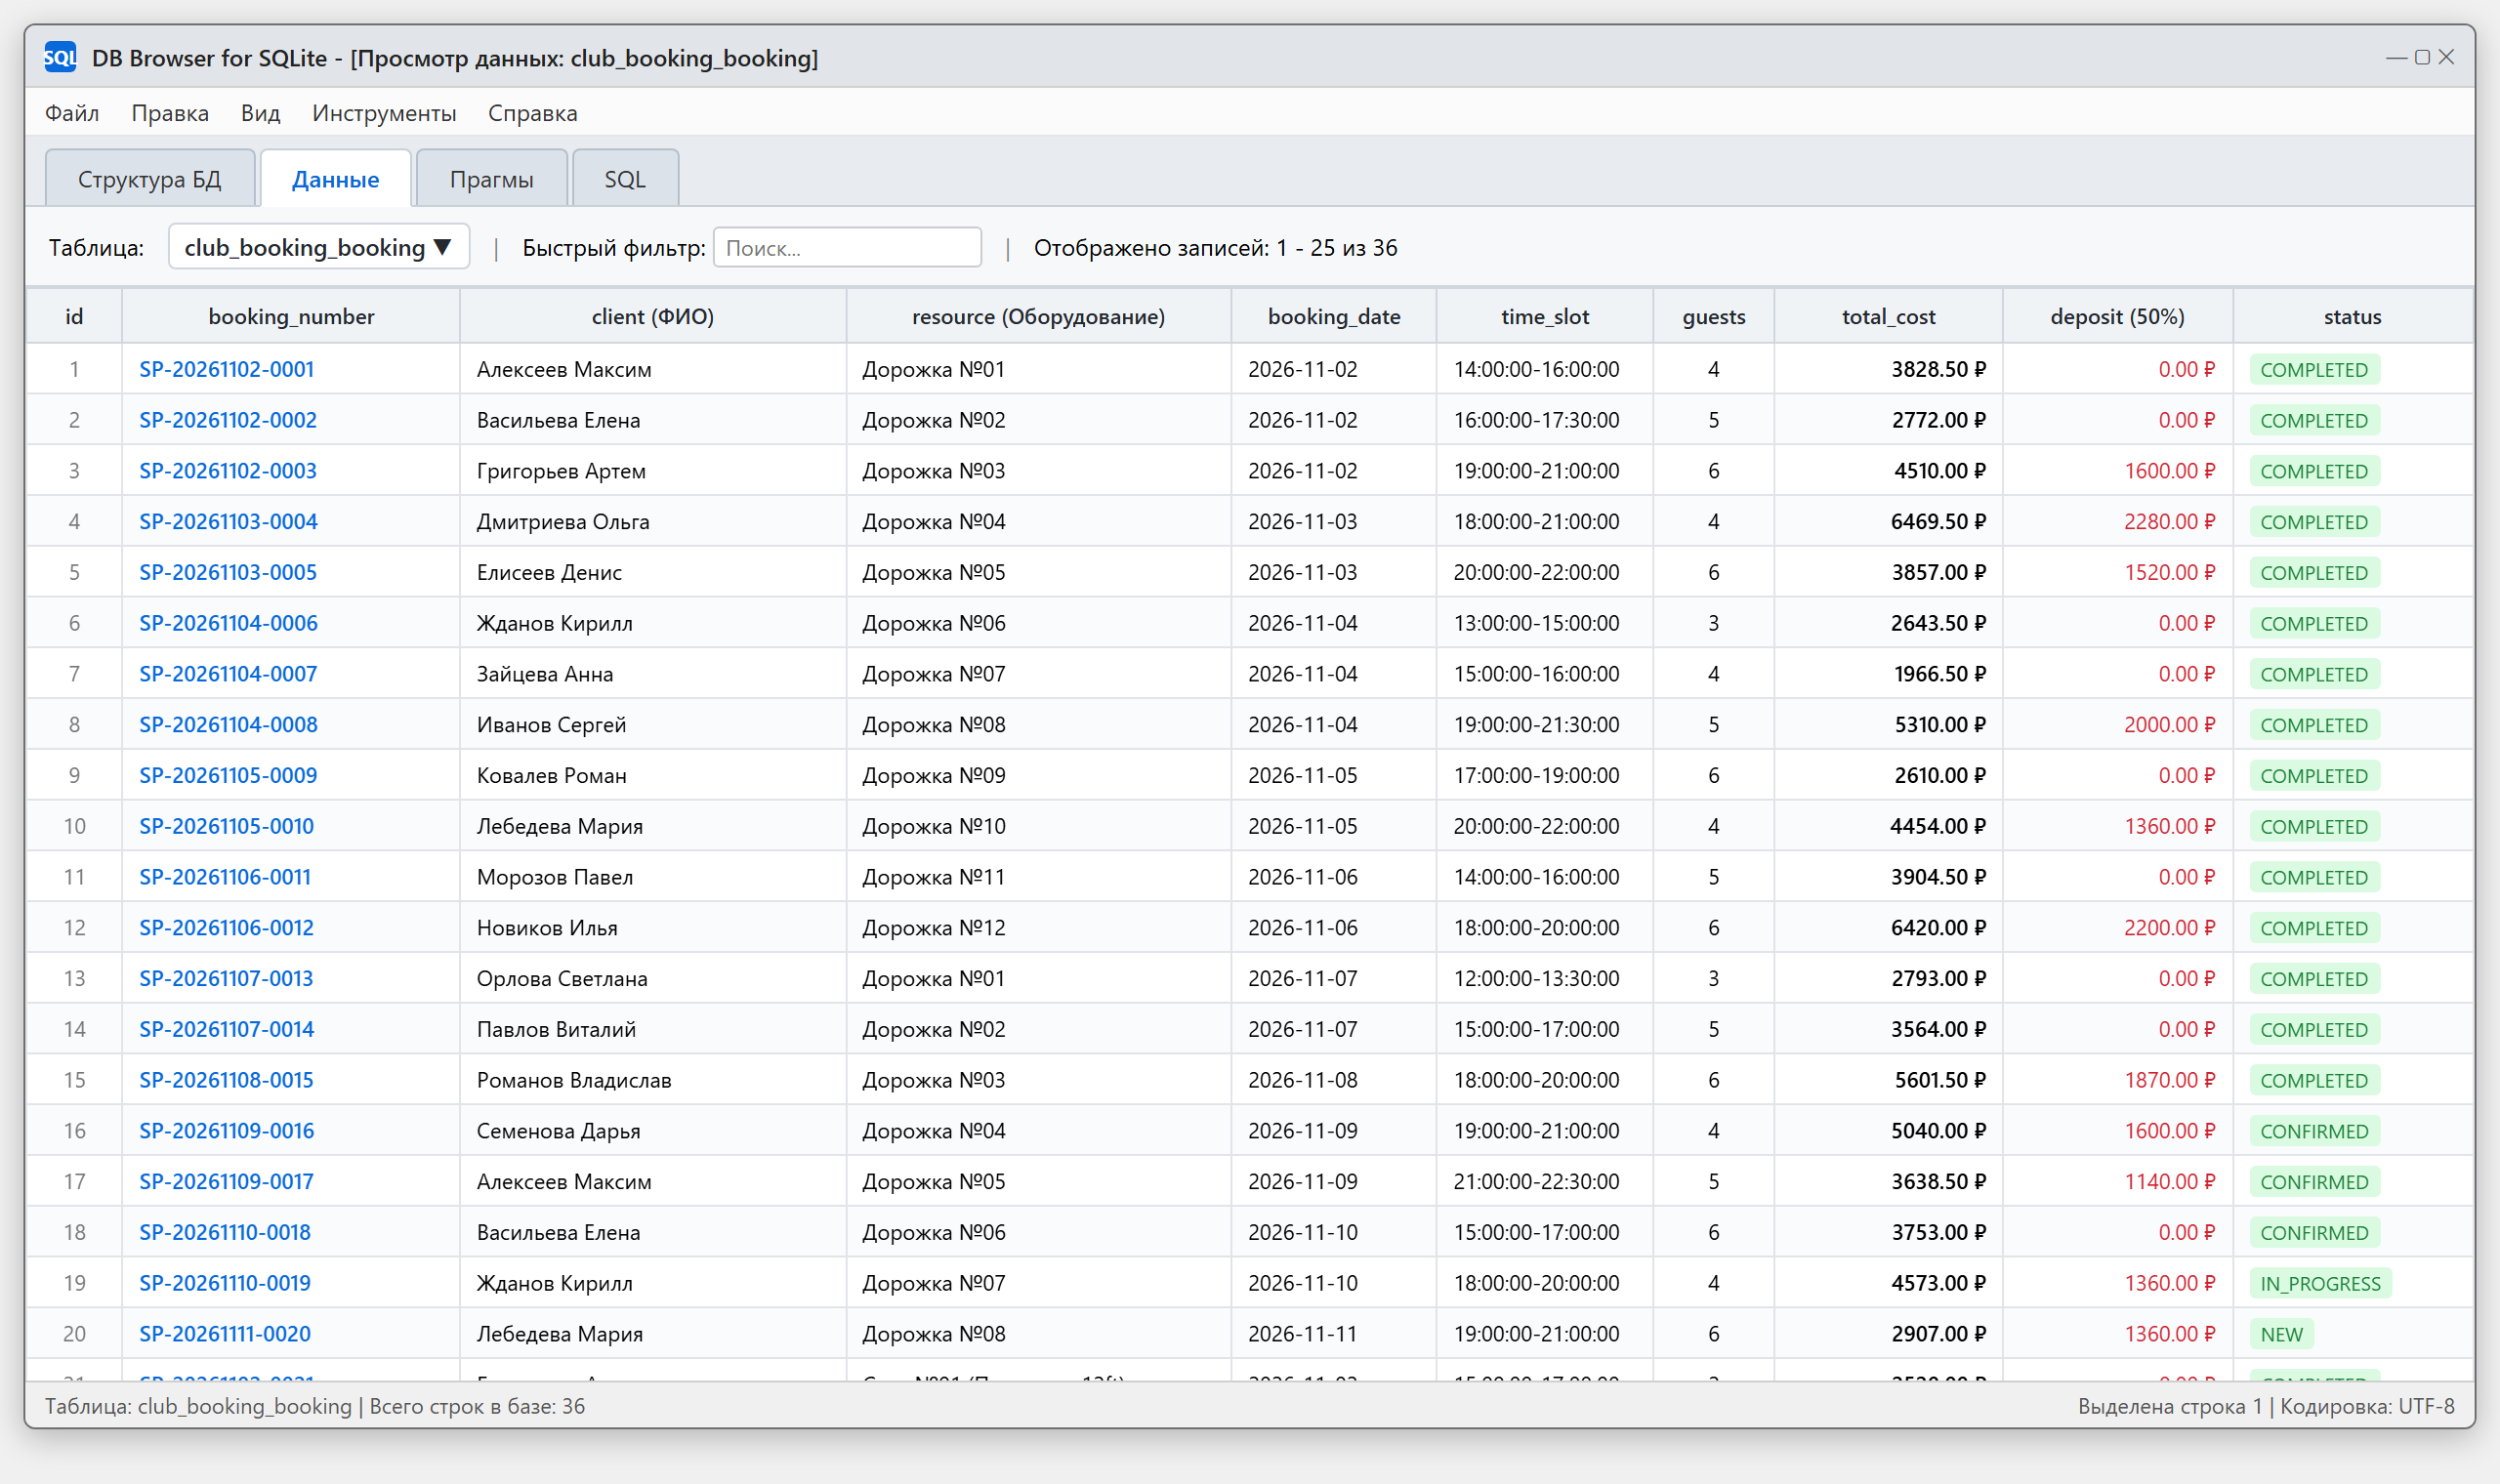 SQL DB Browser for SQLite - [Просмотр данных: club_booking_booking]
Файл Правка Вид Инструменты Справка
Структура БД Данные Прагмы SQL
Таблица: club_booking_booking ▼ | Быстрый фильтр: Поиск... | Отображено записей: 1 - 25 из 36
id booking_number client (ФИО) resource (Оборудование) booking_date time_slot guests total_cost deposit (50%) status
1 SP-20261102-0001 Алексеев Максим Дорожка №01 2026-11-02 14:00:00-16:00:00 4 3828.50 ₽ 0.00 ₽ COMPLETED
2 SP-20261102-0002 Васильева Елена Дорожка №02 2026-11-02 16:00:00-17:30:00 5 2772.00 ₽ 0.00 ₽ COMPLETED
3 SP-20261102-0003 Григорьев Артем Дорожка №03 2026-11-02 19:00:00-21:00:00 6 4510.00 ₽ 1600.00 ₽ COMPLETED
4 SP-20261103-0004 Дмитриева Ольга Дорожка №04 2026-11-03 18:00:00-21:00:00 4 6469.50 ₽ 2280.00 ₽ COMPLETED
5 SP-20261103-0005 Елисеев Денис Дорожка №05 2026-11-03 20:00:00-22:00:00 6 3857.00 ₽ 1520.00 ₽ COMPLETED
6 SP-20261104-0006 Жданов Кирилл Дорожка №06 2026-11-04 13:00:00-15:00:00 3 2643.50 ₽ 0.00 ₽ COMPLETED
7 SP-20261104-0007 Зайцева Анна Дорожка №07 2026-11-04 15:00:00-16:00:00 4 1966.50 ₽ 0.00 ₽ COMPLETED
8 SP-20261104-0008 Иванов Сергей Дорожка №08 2026-11-04 19:00:00-21:30:00 5 5310.00 ₽ 2000.00 ₽ COMPLETED
9 SP-20261105-0009 Ковалев Роман Дорожка №09 2026-11-05 17:00:00-19:00:00 6 2610.00 ₽ 0.00 ₽ COMPLETED
10 SP-20261105-0010 Лебедева Мария Дорожка №10 2026-11-05 20:00:00-22:00:00 4 4454.00 ₽ 1360.00 ₽ COMPLETED
11 SP-20261106-0011 Морозов Павел Дорожка №11 2026-11-06 14:00:00-16:00:00 5 3904.50 ₽ 0.00 ₽ COMPLETED
12 SP-20261106-0012 Новиков Илья Дорожка №12 2026-11-06 18:00:00-20:00:00 6 6420.00 ₽ 2200.00 ₽ COMPLETED
13 SP-20261107-0013 Орлова Светлана Дорожка №01 2026-11-07 12:00:00-13:30:00 3 2793.00 ₽ 0.00 ₽ COMPLETED
14 SP-20261107-0014 Павлов Виталий Дорожка №02 2026-11-07 15:00:00-17:00:00 5 3564.00 ₽ 0.00 ₽ COMPLETED
15 SP-20261108-0015 Романов Владислав Дорожка №03 2026-11-08 18:00:00-20:00:00 6 5601.50 ₽ 1870.00 ₽ COMPLETED
16 SP-20261109-0016 Семенова Дарья Дорожка №04 2026-11-09 19:00:00-21:00:00 4 5040.00 ₽ 1600.00 ₽ CONFIRMED
17 SP-20261109-0017 Алексеев Максим Дорожка №05 2026-11-09 21:00:00-22:30:00 5 3638.50 ₽ 1140.00 ₽ CONFIRMED
18 SP-20261110-0018 Васильева Елена Дорожка №06 2026-11-10 15:00:00-17:00:00 6 3753.00 ₽ 0.00 ₽ CONFIRMED
19 SP-20261110-0019 Жданов Кирилл Дорожка №07 2026-11-10 18:00:00-20:00:00 4 4573.00 ₽ 1360.00 ₽ IN_PROGRESS
20 SP-20261111-0020 Лебедева Мария Дорожка №08 2026-11-11 19:00:00-21:00:00 6 2907.00 ₽ 1360.00 ₽ NEW
Таблица: club_booking_booking | Всего строк в базе: 36 Выделена строка 1 | Кодировка: UTF-8